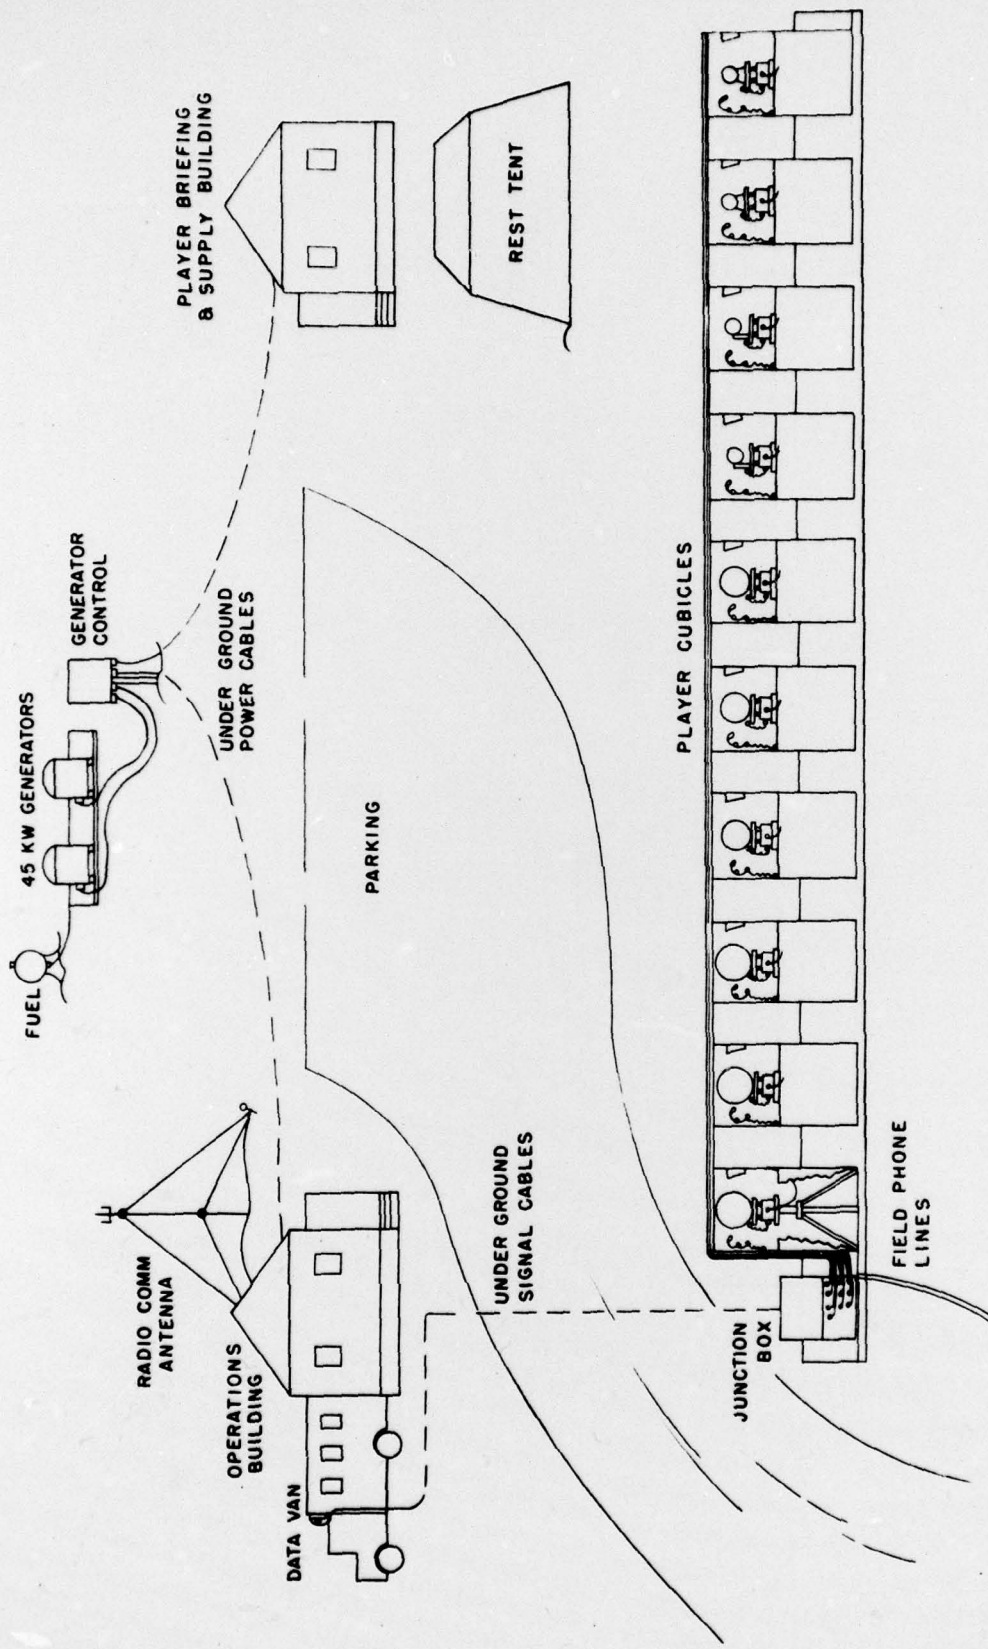 FUEL
45 KW GENERATORS
GENERATOR
CONTROL
RADIO COMM
ANTENNA
UNDER GROUND
POWER CABLES
PLAYER BRIEFING
& SUPPLY BUILDING
OPERATIONS
BUILDING
DATA VAN
PARKING
REST TENT
UNDER GROUND
SIGNAL CABLES
PLAYER CUBICLES
JUNCTION
BOX
FIELD PHONE
LINES